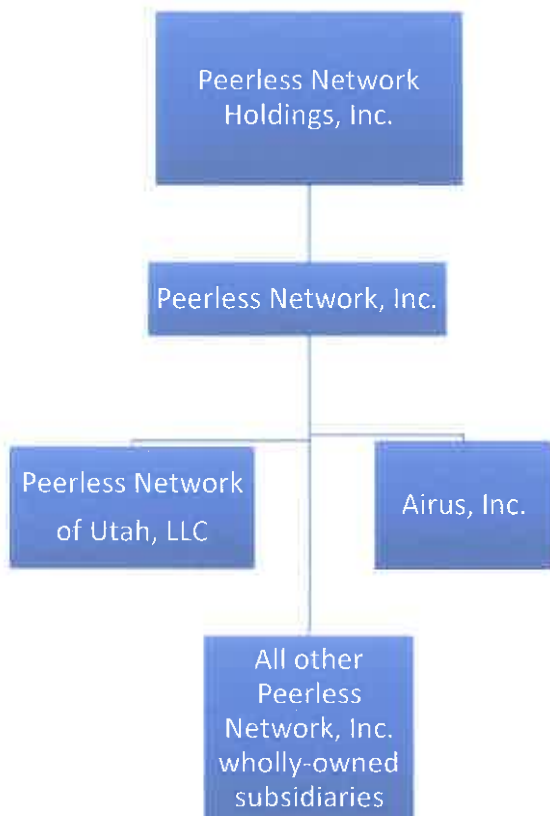 Peerless Network
Holdings, Inc.
Peerless Network, Inc.
Peerless Network
of Utah, LLC
Airus, Inc.
All other
Peerless
Network, Inc.
wholly-owned
subsidiaries